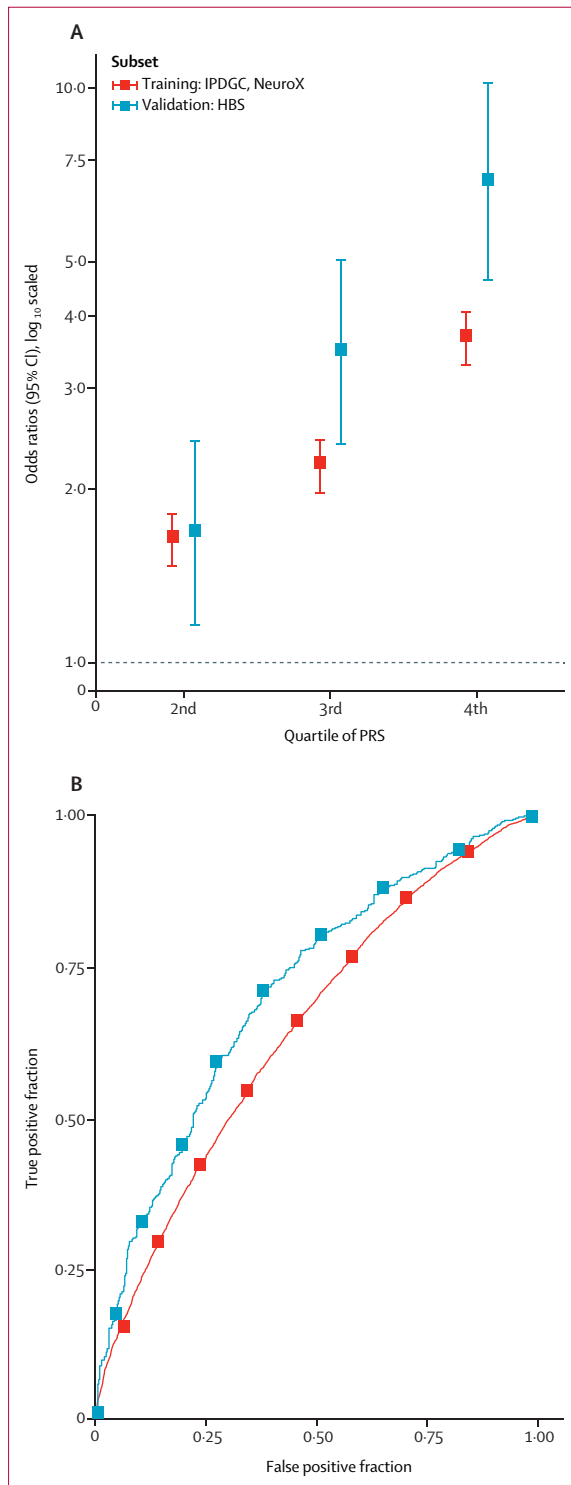 A
Subset
Training: IPDGC, NeuroX
Validation: HBS
10·0
7·5
5·0
4·0
3·0
2·0
1·0
0
Odds ratios (95% CI), log 10 scaled
0
2nd
3rd
4th
Quartile of PRS
B
1·00
0·75
0·50
0·25
0
True positive fraction
0
0·25
0·50
0·75
1·00
False positive fraction